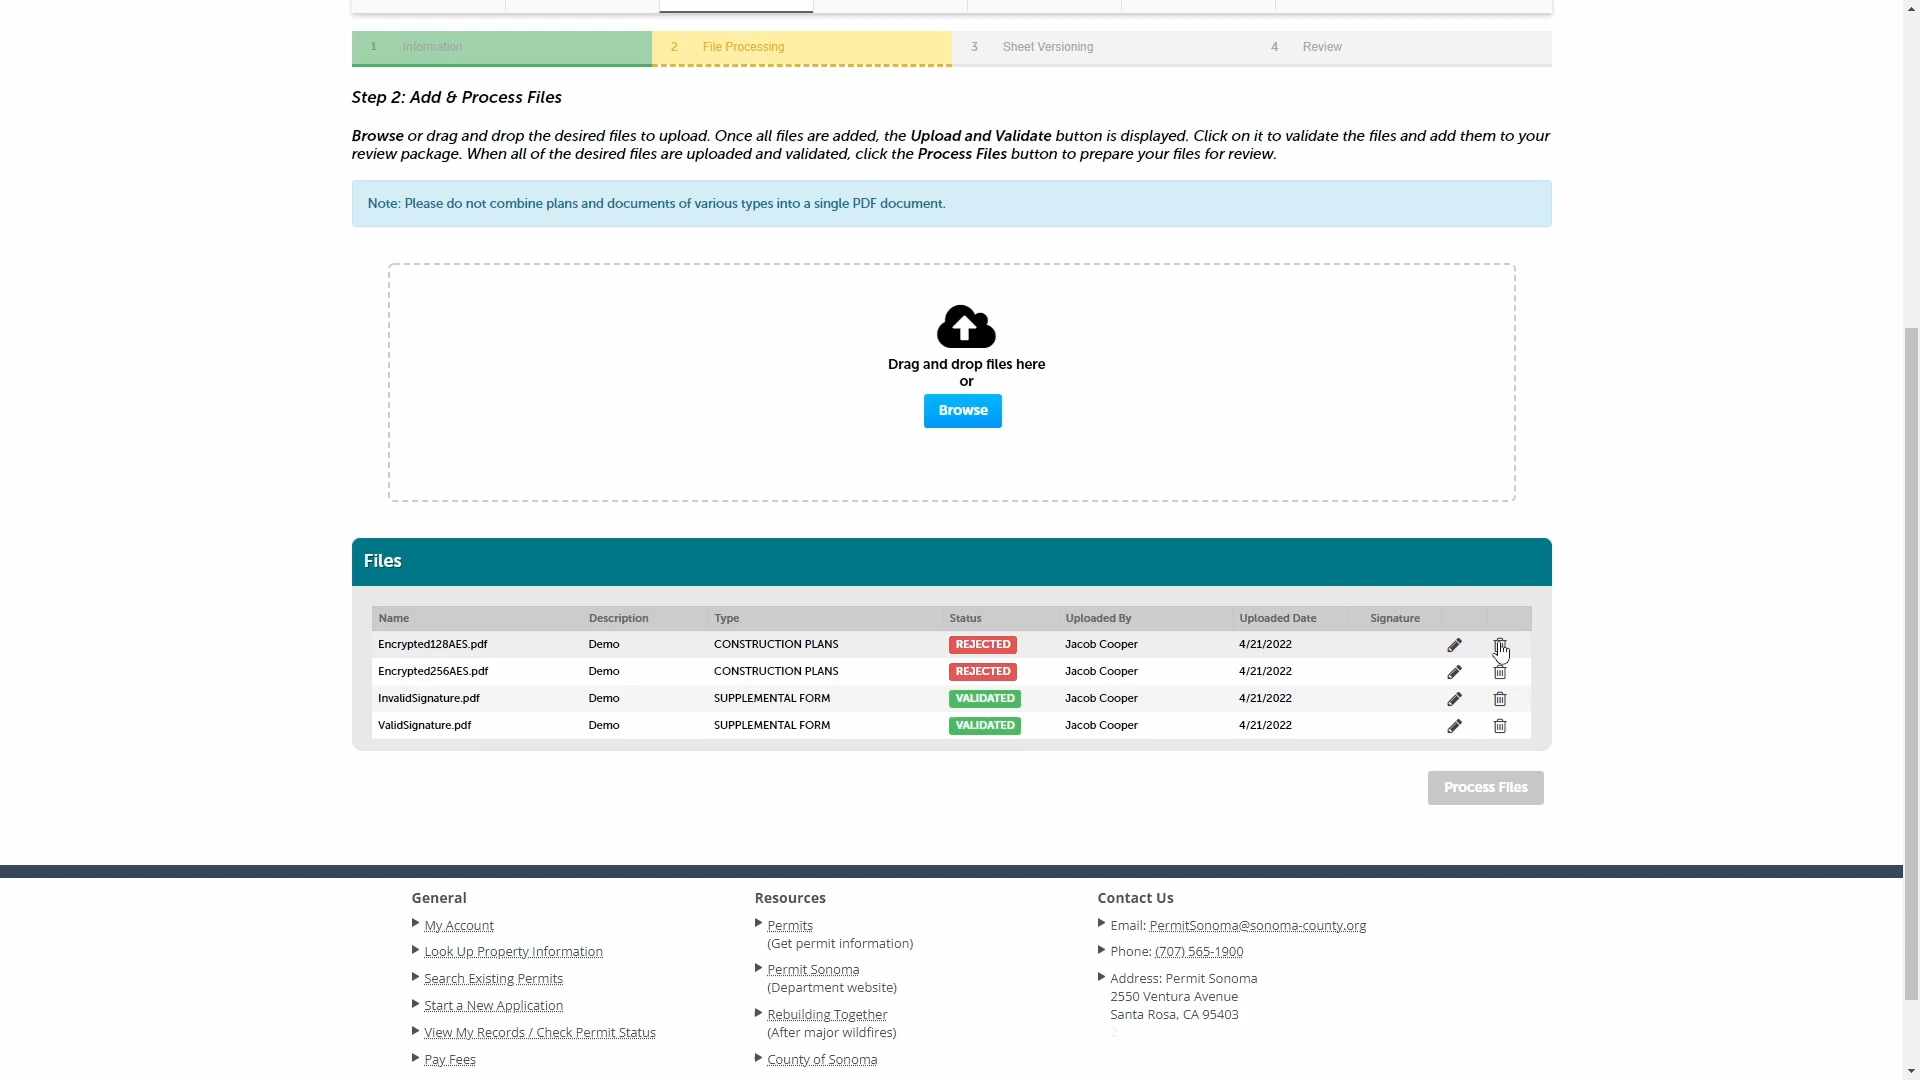 1 Information 2 File Processing 3 Sheet Versioning 4 Review
Step 2: Add & Process Files
Browse or drag and drop the desired files to upload. Once all files are added, the Upload and Validate button is displayed. Click on it to validate the files and add them to your
review package. When all of the desired files are uploaded and validated, click the Process Files button to prepare your files for review.
Note: Please do not combine plans and documents of various types into a single PDF document.
Drag and drop files here
or
Browse
Files
Name Description Type Status Uploaded By Uploaded Date Signature
Encrypted128AES.pdf Demo CONSTRUCTION PLANS REJECTED Jacob Cooper 4/21/2022
Encrypted256AES.pdf Demo CONSTRUCTION PLANS REJECTED Jacob Cooper 4/21/2022
InvalidSignature.pdf Demo SUPPLEMENTAL FORM VALIDATED Jacob Cooper 4/21/2022
ValidSignature.pdf Demo SUPPLEMENTAL FORM VALIDATED Jacob Cooper 4/21/2022
Process Files
General
My Account
Look Up Property Information
Search Existing Permits
Start a New Application
View My Records / Check Permit Status
Pay Fees
Resources
Permits
(Get permit information)
Permit Sonoma
(Department website)
Rebuilding Together
(After major wildfires)
County of Sonoma
Contact Us
Email: PermitSonoma@sonoma-county.org
Phone: (707) 565-1900
Address: Permit Sonoma
2550 Ventura Avenue
Santa Rosa, CA 95403
2